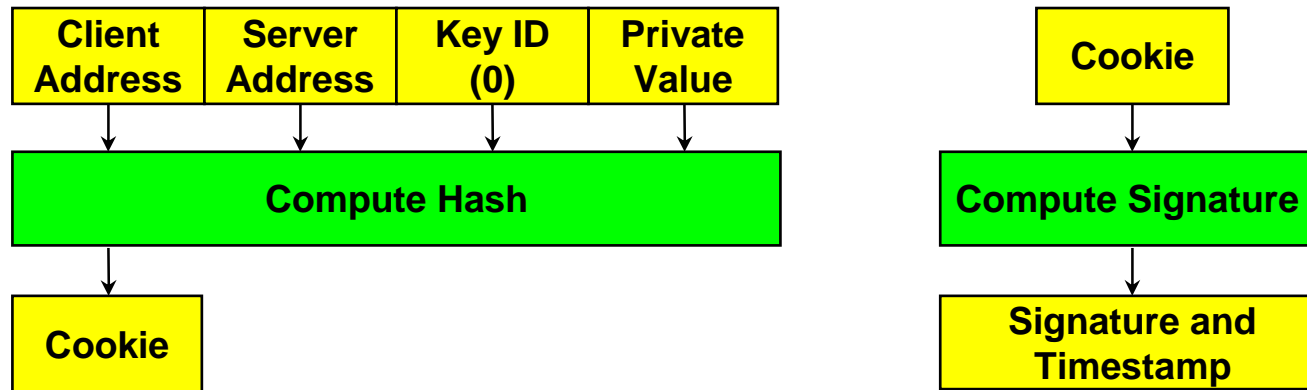 Client
Address
Server
Address
Key ID
(0)
Private
Value
Compute Hash
Cookie
Cookie
Compute Signature
Signature and
Timestamp